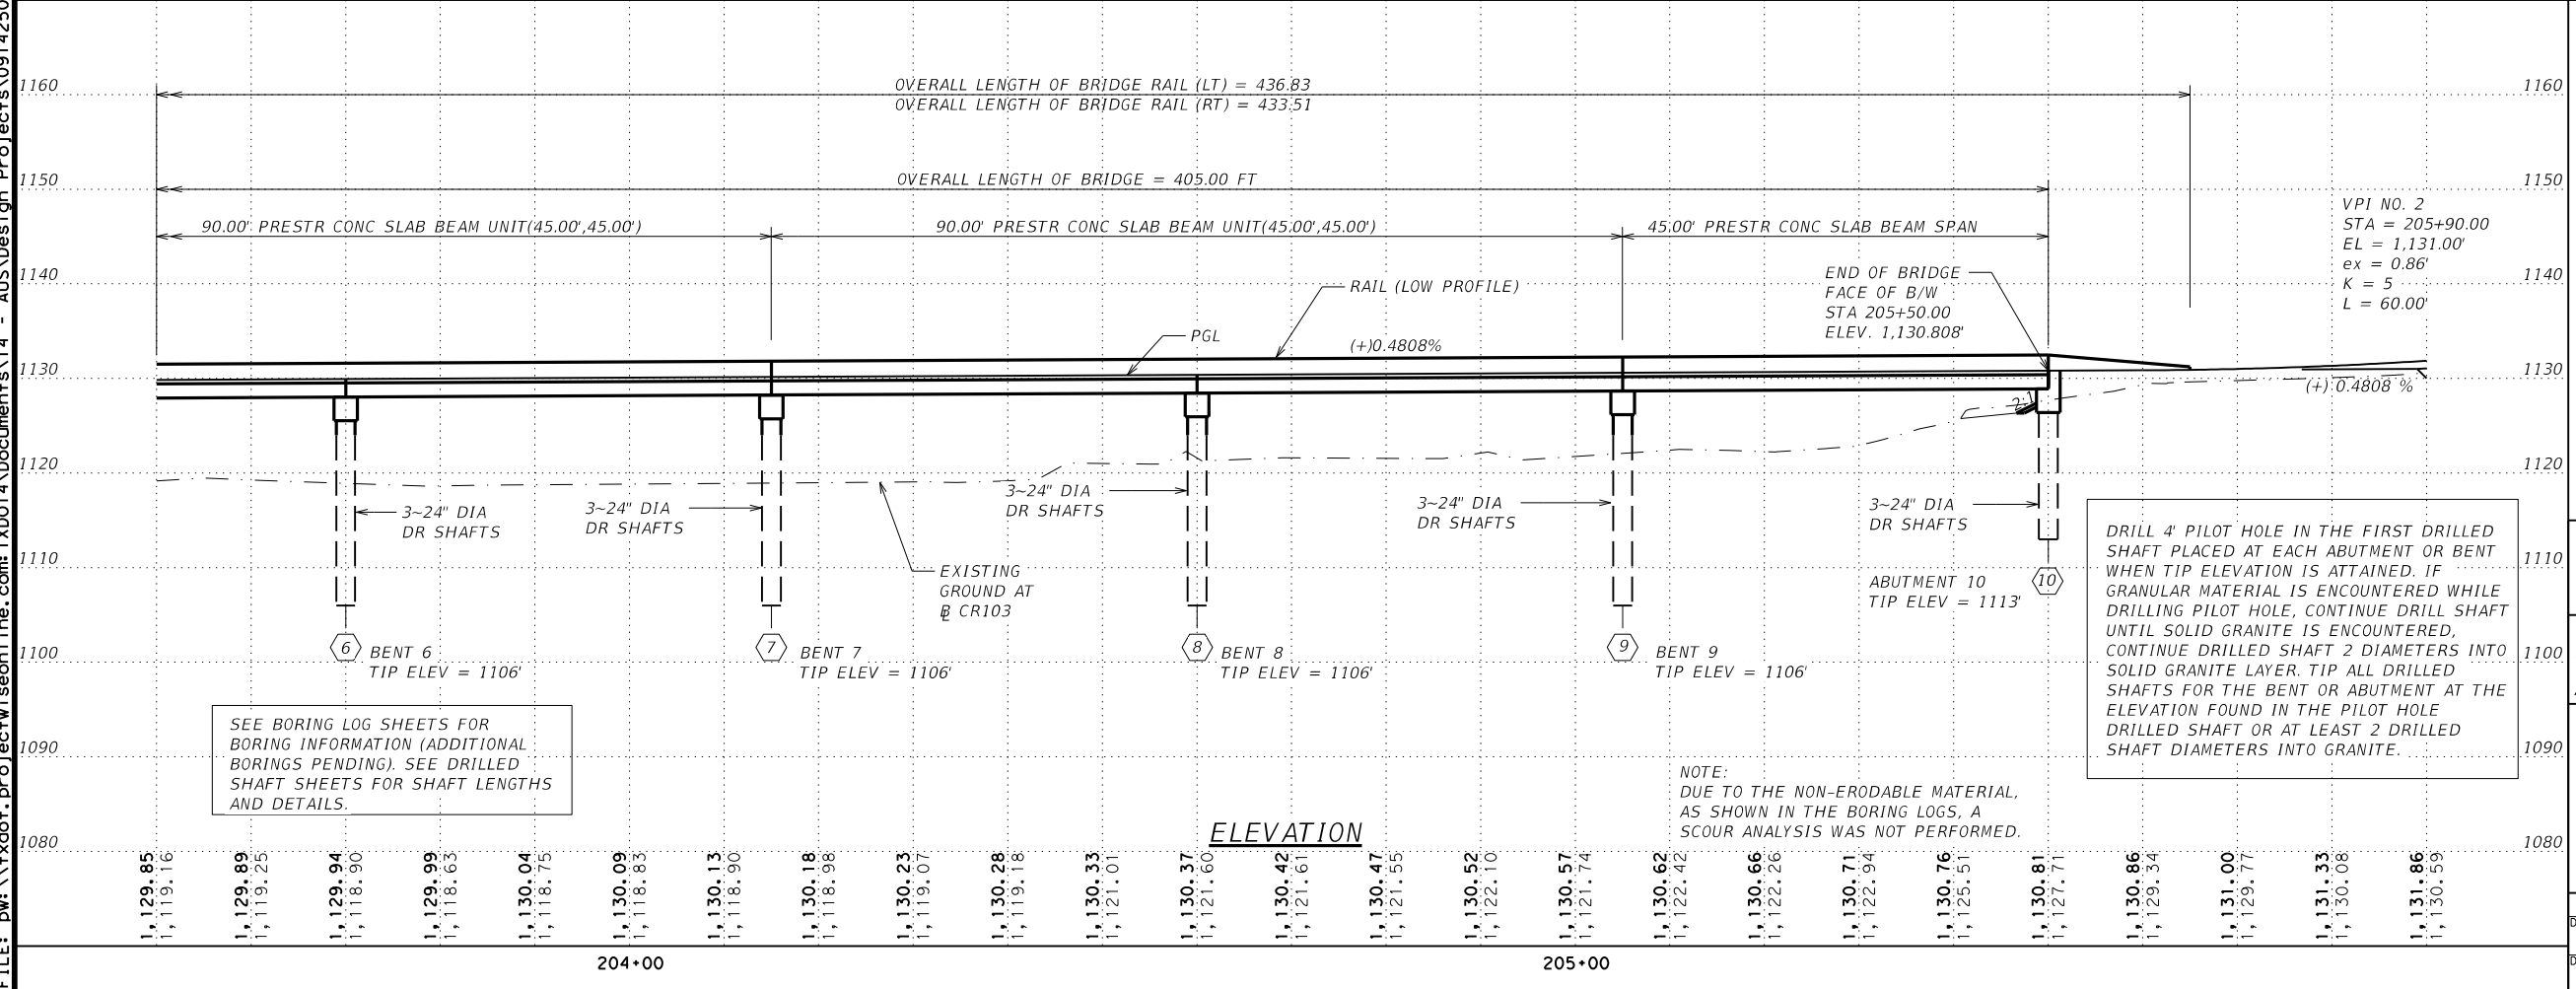 1160
OVERALL LENGTH OF BRIDGE RAIL (LT) = 436.83
OVERALL LENGTH OF BRIDGE RAIL (RT) = 433.51
1160
1150
OVERALL LENGTH OF BRIDGE = 405.00 FT
1150
90.00' PRESTR CONC SLAB BEAM UNIT(45.00',45.00')
90.00' PRESTR CONC SLAB BEAM UNIT(45.00',45.00')
45.00' PRESTR CONC SLAB BEAM SPAN
VPI NO. 2
STA = 205+90.00
EL = 1,131.00'
ex = 0.86'
K = 5
L = 60.00'
1140
RAIL (LOW PROFILE)
END OF BRIDGE
FACE OF B/W
STA 205+50.00
ELEV. 1,130.808'
1140
PGL
(+)0.4808%
1130
1130
(+) 0.4808 %
2:1
1120
1120
3~24" DIA
DR SHAFTS
3~24" DIA
DR SHAFTS
3~24" DIA
DR SHAFTS
3~24" DIA
DR SHAFTS
3~24" DIA
DR SHAFTS
1110
1110
EXISTING
GROUND AT
BL CR103
ABUTMENT 10
TIP ELEV = 1113'
10
DRILL 4' PILOT HOLE IN THE FIRST DRILLED
SHAFT PLACED AT EACH ABUTMENT OR BENT
WHEN TIP ELEVATION IS ATTAINED. IF
GRANULAR MATERIAL IS ENCOUNTERED WHILE
DRILLING PILOT HOLE, CONTINUE DRILL SHAFT
UNTIL SOLID GRANITE IS ENCOUNTERED,
CONTINUE DRILLED SHAFT 2 DIAMETERS INTO
SOLID GRANITE LAYER. TIP ALL DRILLED
SHAFTS FOR THE BENT OR ABUTMENT AT THE
ELEVATION FOUND IN THE PILOT HOLE
DRILLED SHAFT OR AT LEAST 2 DRILLED
SHAFT DIAMETERS INTO GRANITE.
1100
6
BENT 6
TIP ELEV = 1106'
7
BENT 7
TIP ELEV = 1106'
8
BENT 8
TIP ELEV = 1106'
9
BENT 9
TIP ELEV = 1106'
1100
SEE BORING LOG SHEETS FOR
BORING INFORMATION (ADDITIONAL
BORINGS PENDING). SEE DRILLED
SHAFT SHEETS FOR SHAFT LENGTHS
AND DETAILS.
1090
1090
NOTE:
DUE TO THE NON-ERODABLE MATERIAL,
AS SHOWN IN THE BORING LOGS, A
SCOUR ANALYSIS WAS NOT PERFORMED.
ELEVATION
1080
1080
1,129.85
1,119.16
1,129.89
1,119.25
1,129.94
1,118.90
1,129.99
1,118.63
1,130.04
1,118.75
1,130.09
1,118.83
1,130.13
1,118.90
1,130.18
1,118.98
1,130.23
1,119.07
1,130.28
1,119.18
1,130.33
1,121.01
1,130.37
1,121.60
1,130.42
1,121.61
1,130.47
1,121.55
1,130.52
1,122.10
1,130.57
1,121.74
1,130.62
1,122.42
1,130.66
1,122.26
1,130.71
1,122.94
1,130.76
1,125.51
1,130.81
1,127.71
1,130.86
1,129.34
1,131.00
1,129.77
1,131.33
1,130.08
1,131.86
1,130.59
204+00
205+00